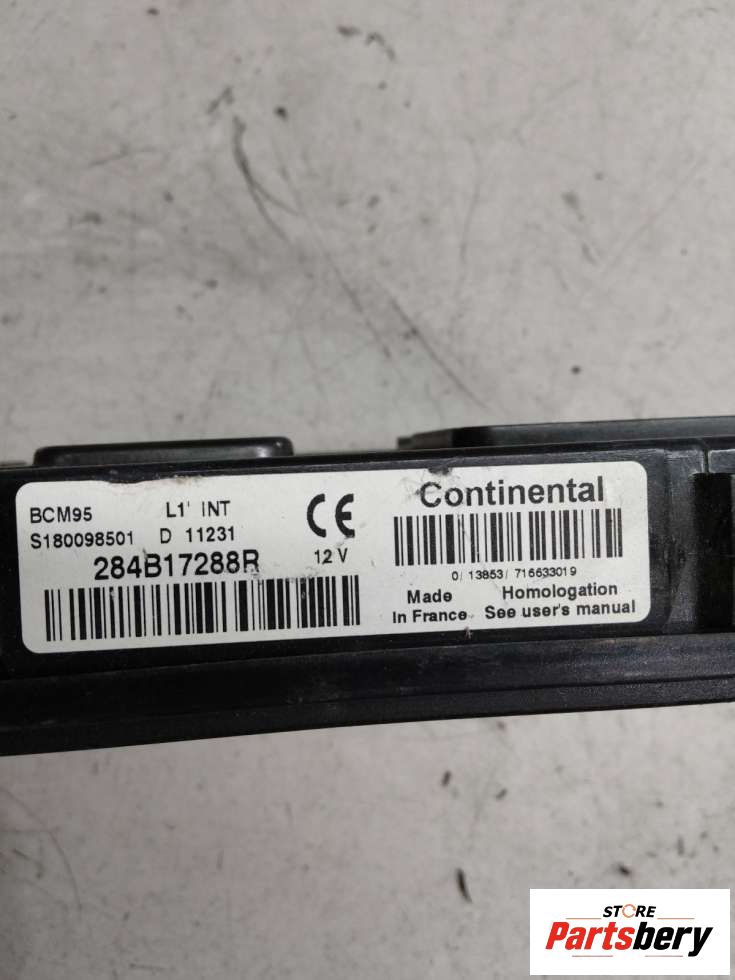 BCM95 L1' INT
S180098501 D 11231
284B17288R
12 V
CE
Continental
0/ 13853/ 716633019
Made
In France
Homologation
See user's manual
STORE
Partsbery